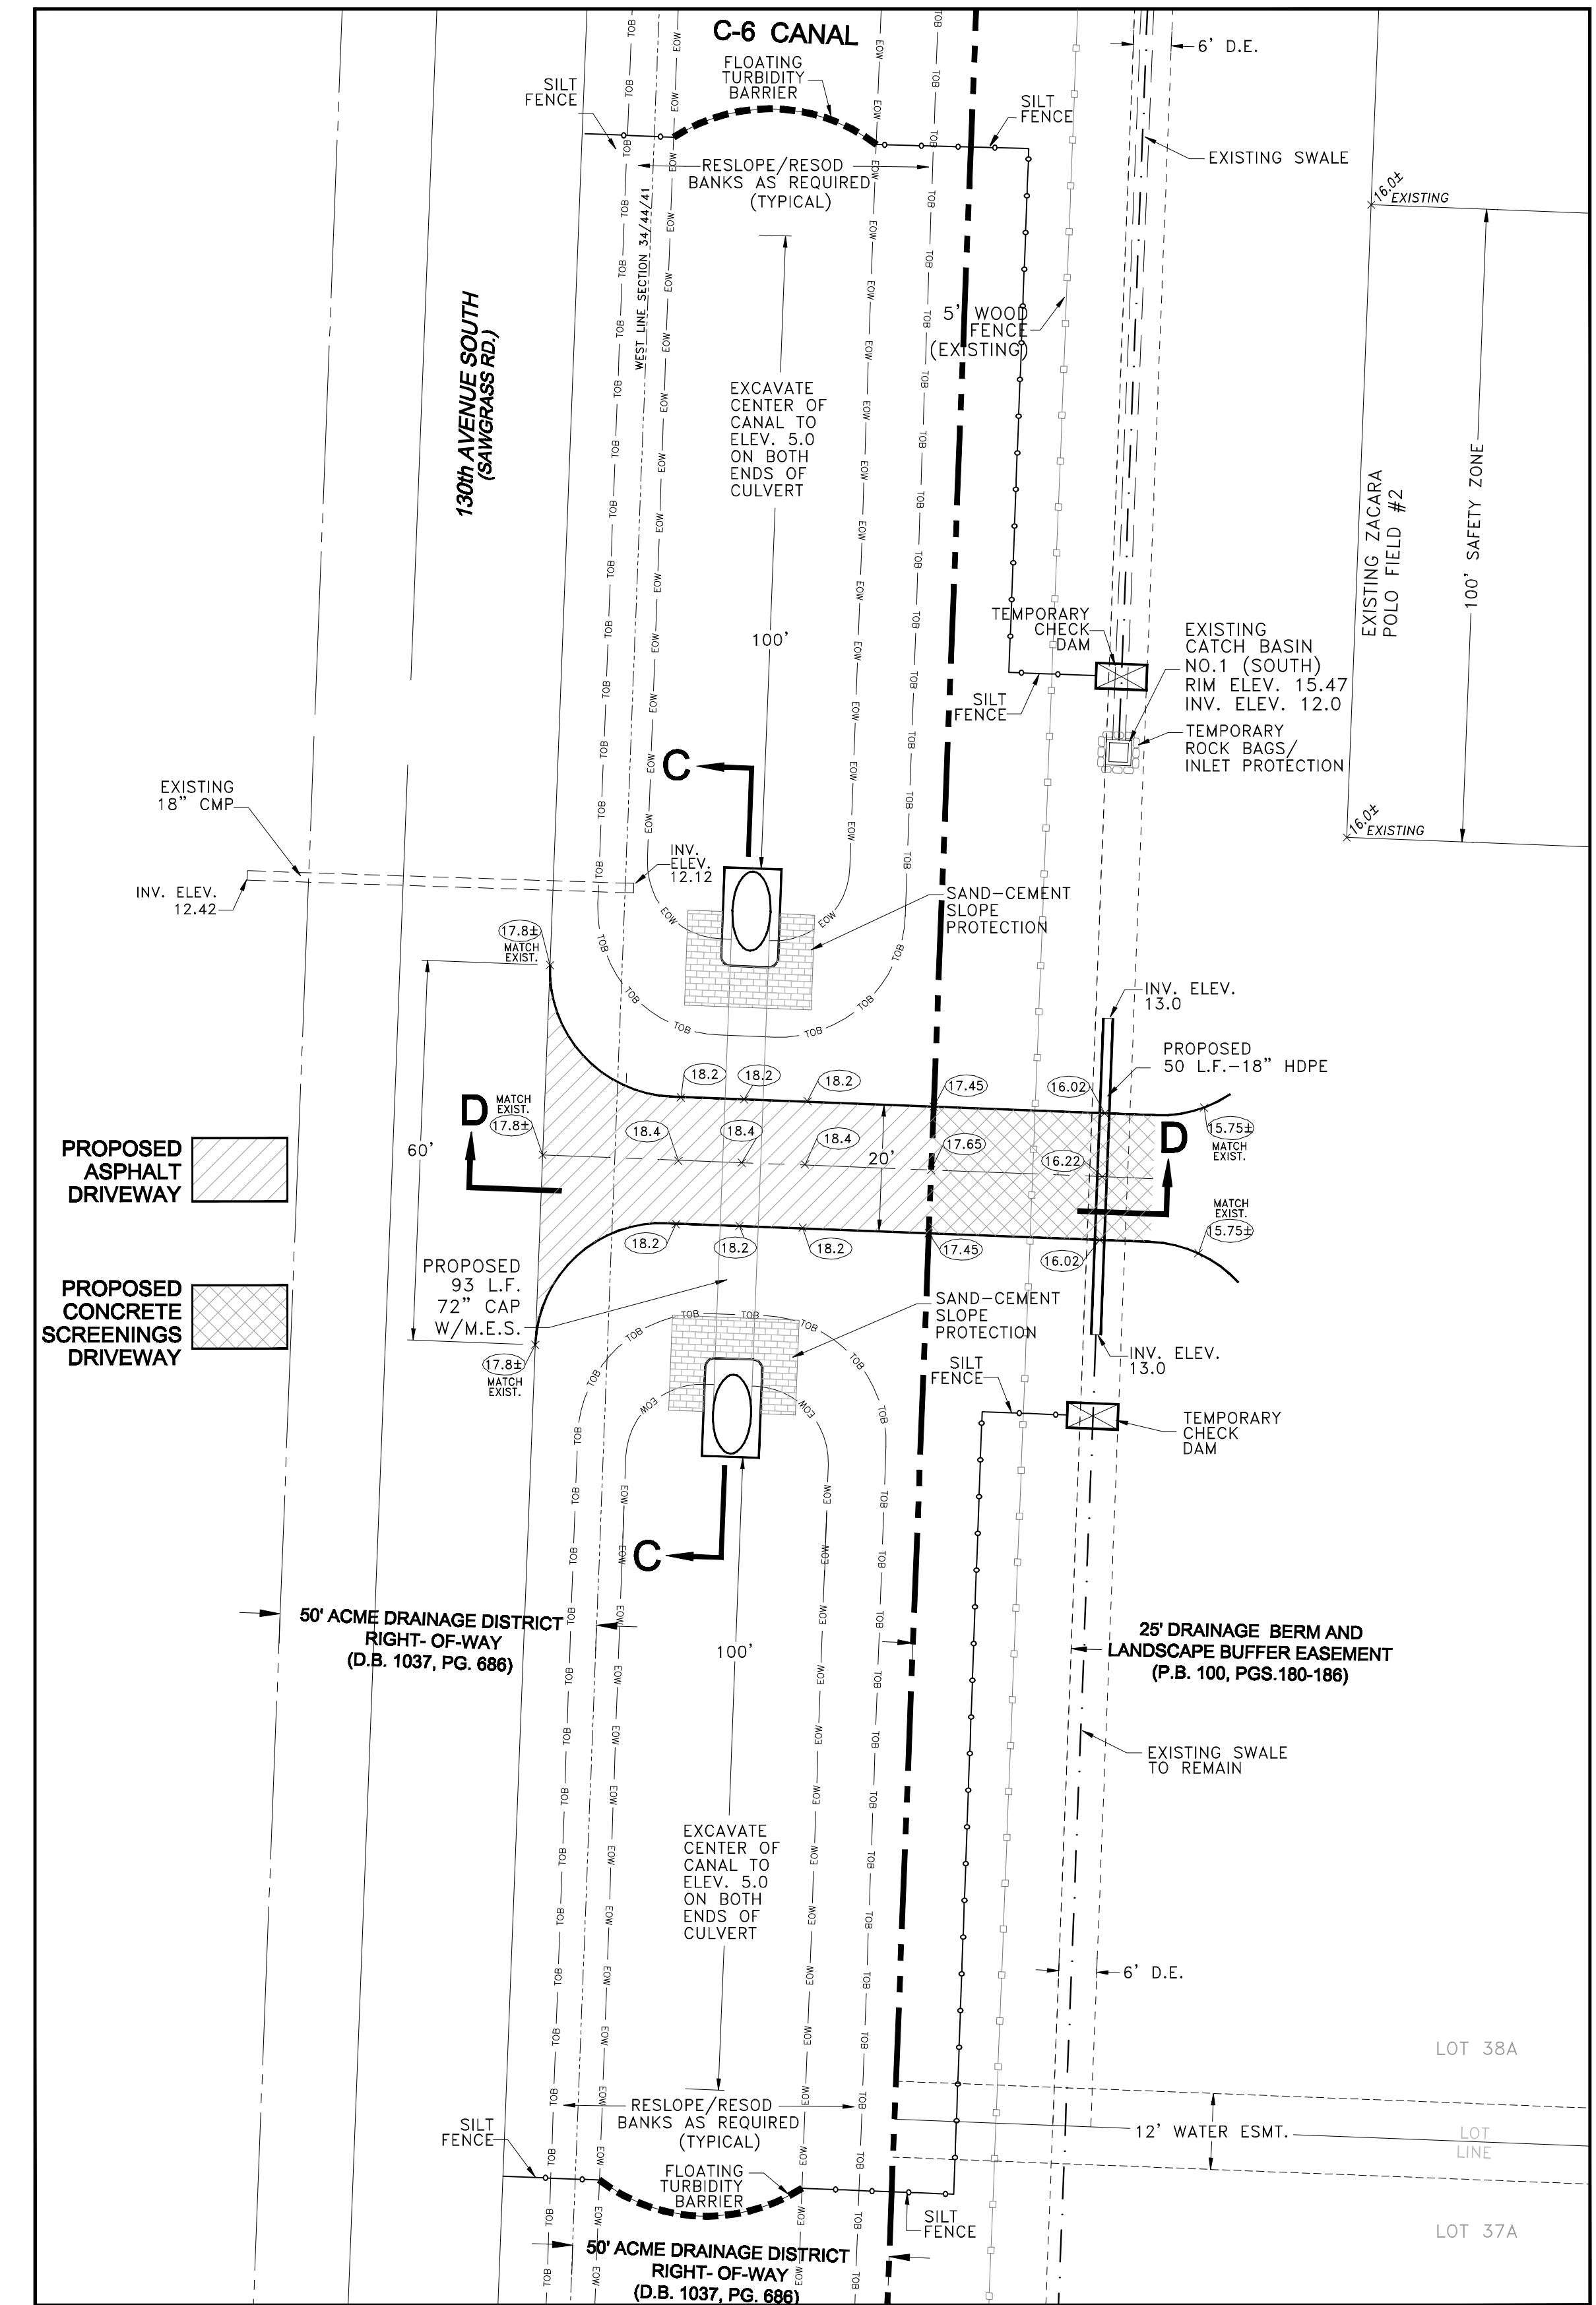 C-6 CANAL
6' D.E.
FLOATING
TURBIDITY
BARRIER
SILT
FENCE
SILT
FENCE
EXISTING SWALE
RESLOPE/RESOD
BANKS AS REQUIRED
(TYPICAL)
16.0±
EXISTING
WEST LINE SECTION 34/44/41
130th AVENUE SOUTH
(SAWGRASS RD.)
5' WOOD
FENCE
(EXISTING)
EXCAVATE
CENTER OF
CANAL TO
ELEV. 5.0
ON BOTH
ENDS OF
CULVERT
EXISTING ZACARA
POLO FIELD #2
100' SAFETY ZONE
100'
TEMPORARY
CHECK
DAM
EXISTING
CATCH BASIN
NO.1 (SOUTH)
RIM ELEV. 15.47
INV. ELEV. 12.0
SILT
FENCE
TEMPORARY
ROCK BAGS/
INLET PROTECTION
C
EXISTING
18" CMP
16.0±
EXISTING
INV.
ELEV.
12.12
INV. ELEV.
12.42
SAND-CEMENT
SLOPE
PROTECTION
17.8±
MATCH
EXIST.
INV. ELEV.
13.0
PROPOSED
50 L.F.-18" HDPE
18.2
18.2
18.2
17.45
16.02
D
MATCH
EXIST.
17.8±
15.75±
MATCH
EXIST.
D
60'
18.4
18.4
18.4
20'
17.65
16.22
PROPOSED
ASPHALT
DRIVEWAY
MATCH
EXIST.
15.75±
18.2
18.2
18.2
17.45
16.02
PROPOSED
93 L.F.
72" CAP
W/M.E.S.
PROPOSED
CONCRETE
SCREENINGS
DRIVEWAY
SAND-CEMENT
SLOPE
PROTECTION
17.8±
MATCH
EXIST.
INV. ELEV.
13.0
SILT
FENCE
TEMPORARY
CHECK
DAM
C
50' ACME DRAINAGE DISTRICT
RIGHT- OF-WAY
(D.B. 1037, PG. 686)
100'
25' DRAINAGE BERM AND
LANDSCAPE BUFFER EASEMENT
(P.B. 100, PGS.180-186)
EXISTING SWALE
TO REMAIN
EXCAVATE
CENTER OF
CANAL TO
ELEV. 5.0
ON BOTH
ENDS OF
CULVERT
6' D.E.
LOT 38A
RESLOPE/RESOD
BANKS AS REQUIRED
(TYPICAL)
SILT
FENCE
12' WATER ESMT.
LOT
LINE
FLOATING
TURBIDITY
BARRIER
SILT
FENCE
LOT 37A
50' ACME DRAINAGE DISTRICT
RIGHT- OF-WAY
(D.B. 1037, PG. 686)
TOB
EOW